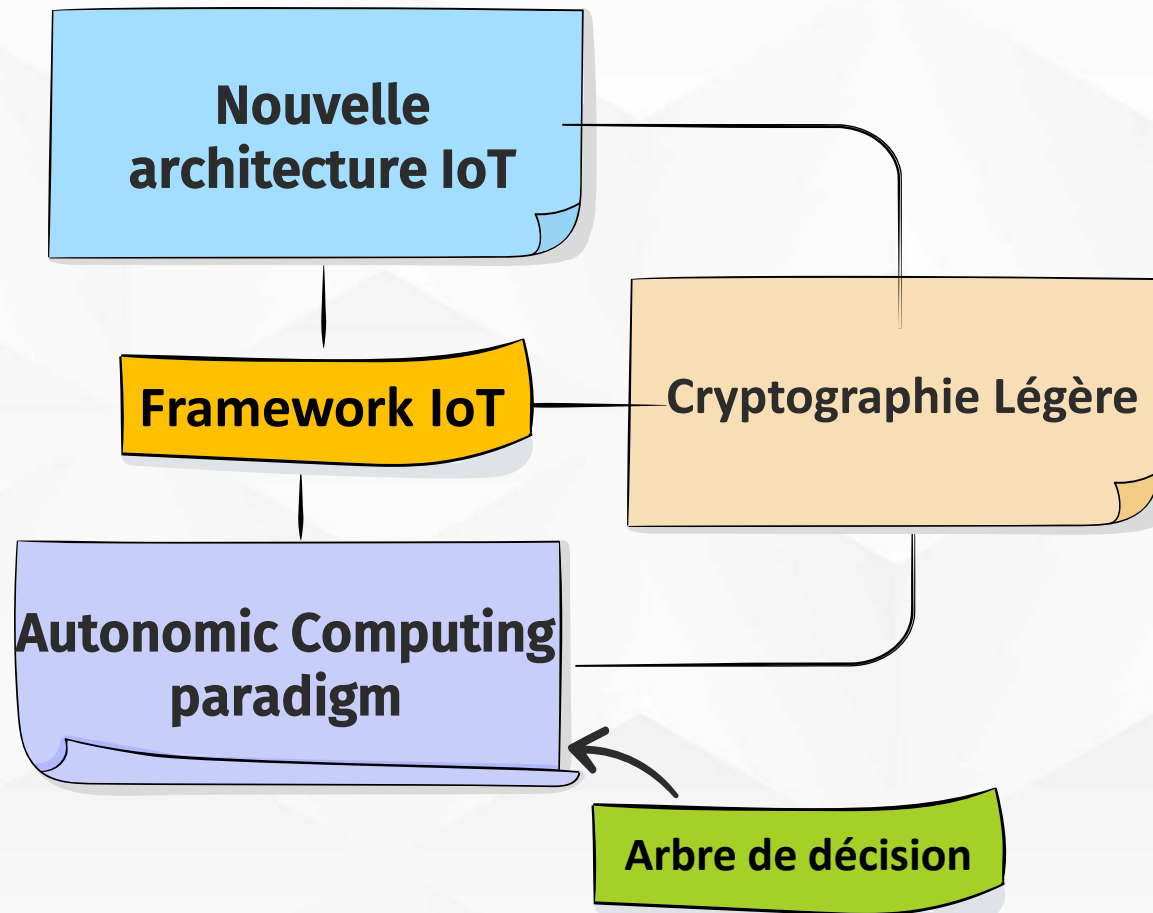 Nouvelle
architecture IoT
Framework IoT
Cryptographie Légère
Autonomic Computing
paradigm
Arbre de décision